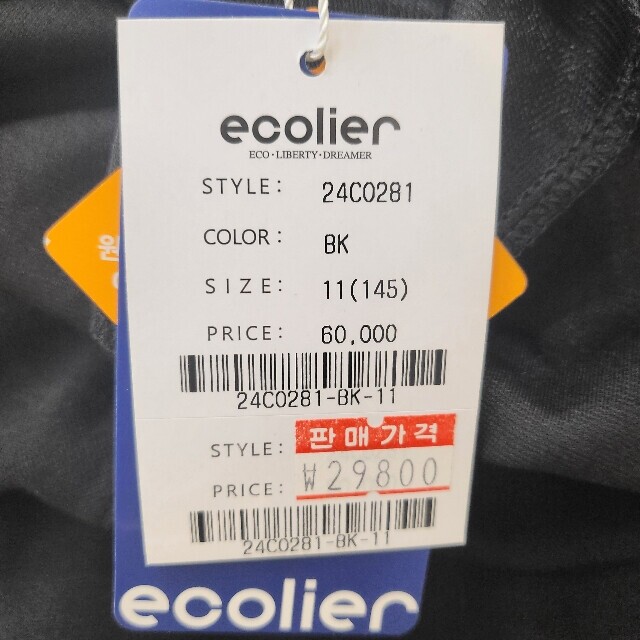 ecolier
ECO·LIBERTY·DREAMER
STYLE: 24C0281
COLOR: BK
SIZE: 11(145)
PRICE: 60,000
24C0281-BK-11
STYLE: 판매가격
PRICE: ₩29800
24C0281-BK-11
ecolier